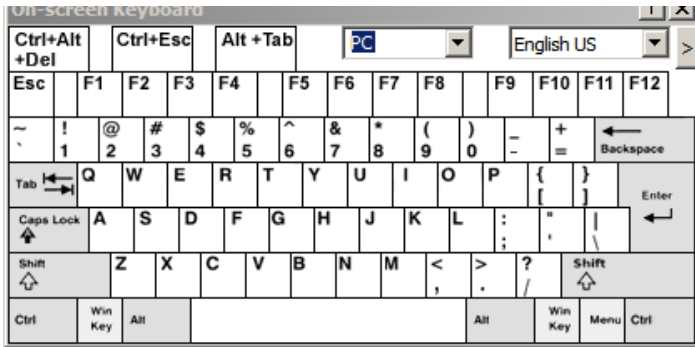 On-screen Keyboard
Ctrl+Alt +Del Ctrl+Esc Alt +Tab PC English US >
Esc F1 F2 F3 F4 F5 F6 F7 F8 F9 F10 F11 F12
~ ! @ # $ % ^ & * ( ) _ +
` 1 2 3 4 5 6 7 8 9 0 - = Backspace
Tab Q W E R T Y U I O P { }
[ ] Enter
Caps Lock A S D F G H J K L : " |
; ' \
Shift Z X C V B N M < > ? Shift
, . /
Ctrl Win Key Alt Alt Win Key Menu Ctrl